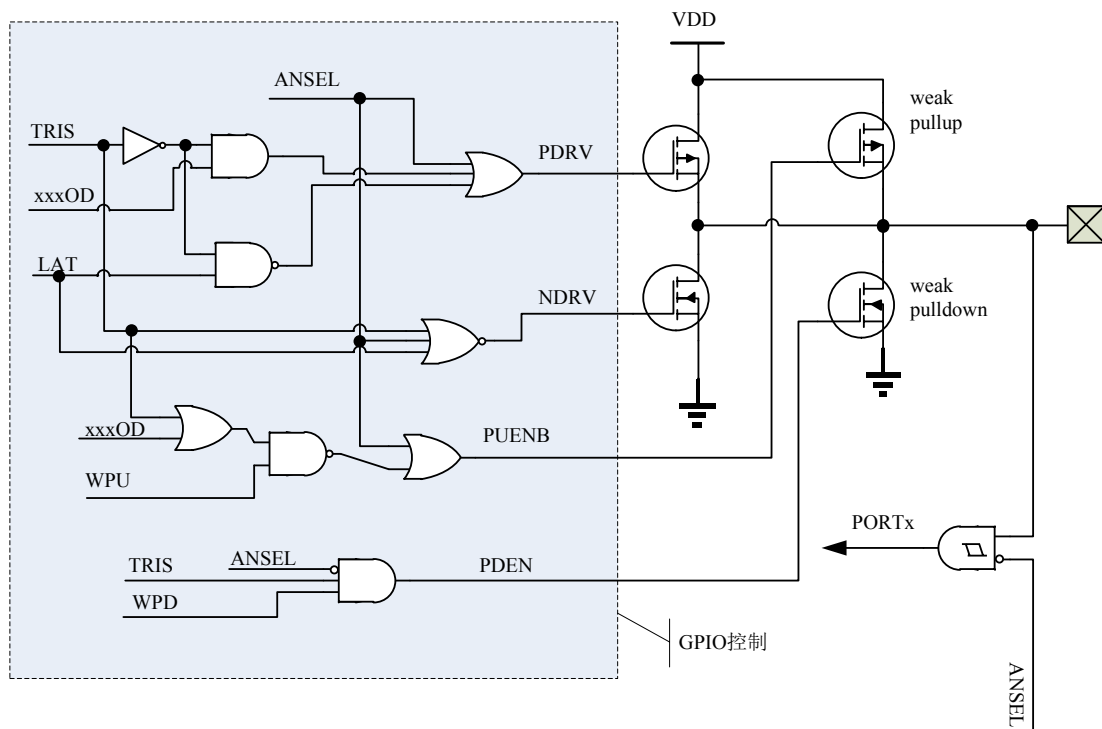 VDD
ANSEL
weak
pullup
TRIS
PDRV
xxxOD
LAT
NDRV
weak
pulldown
xxxOD
PUENB
WPU
PORTx
ANSEL
TRIS
PDEN
WPD
GPIO控制
ANSEL